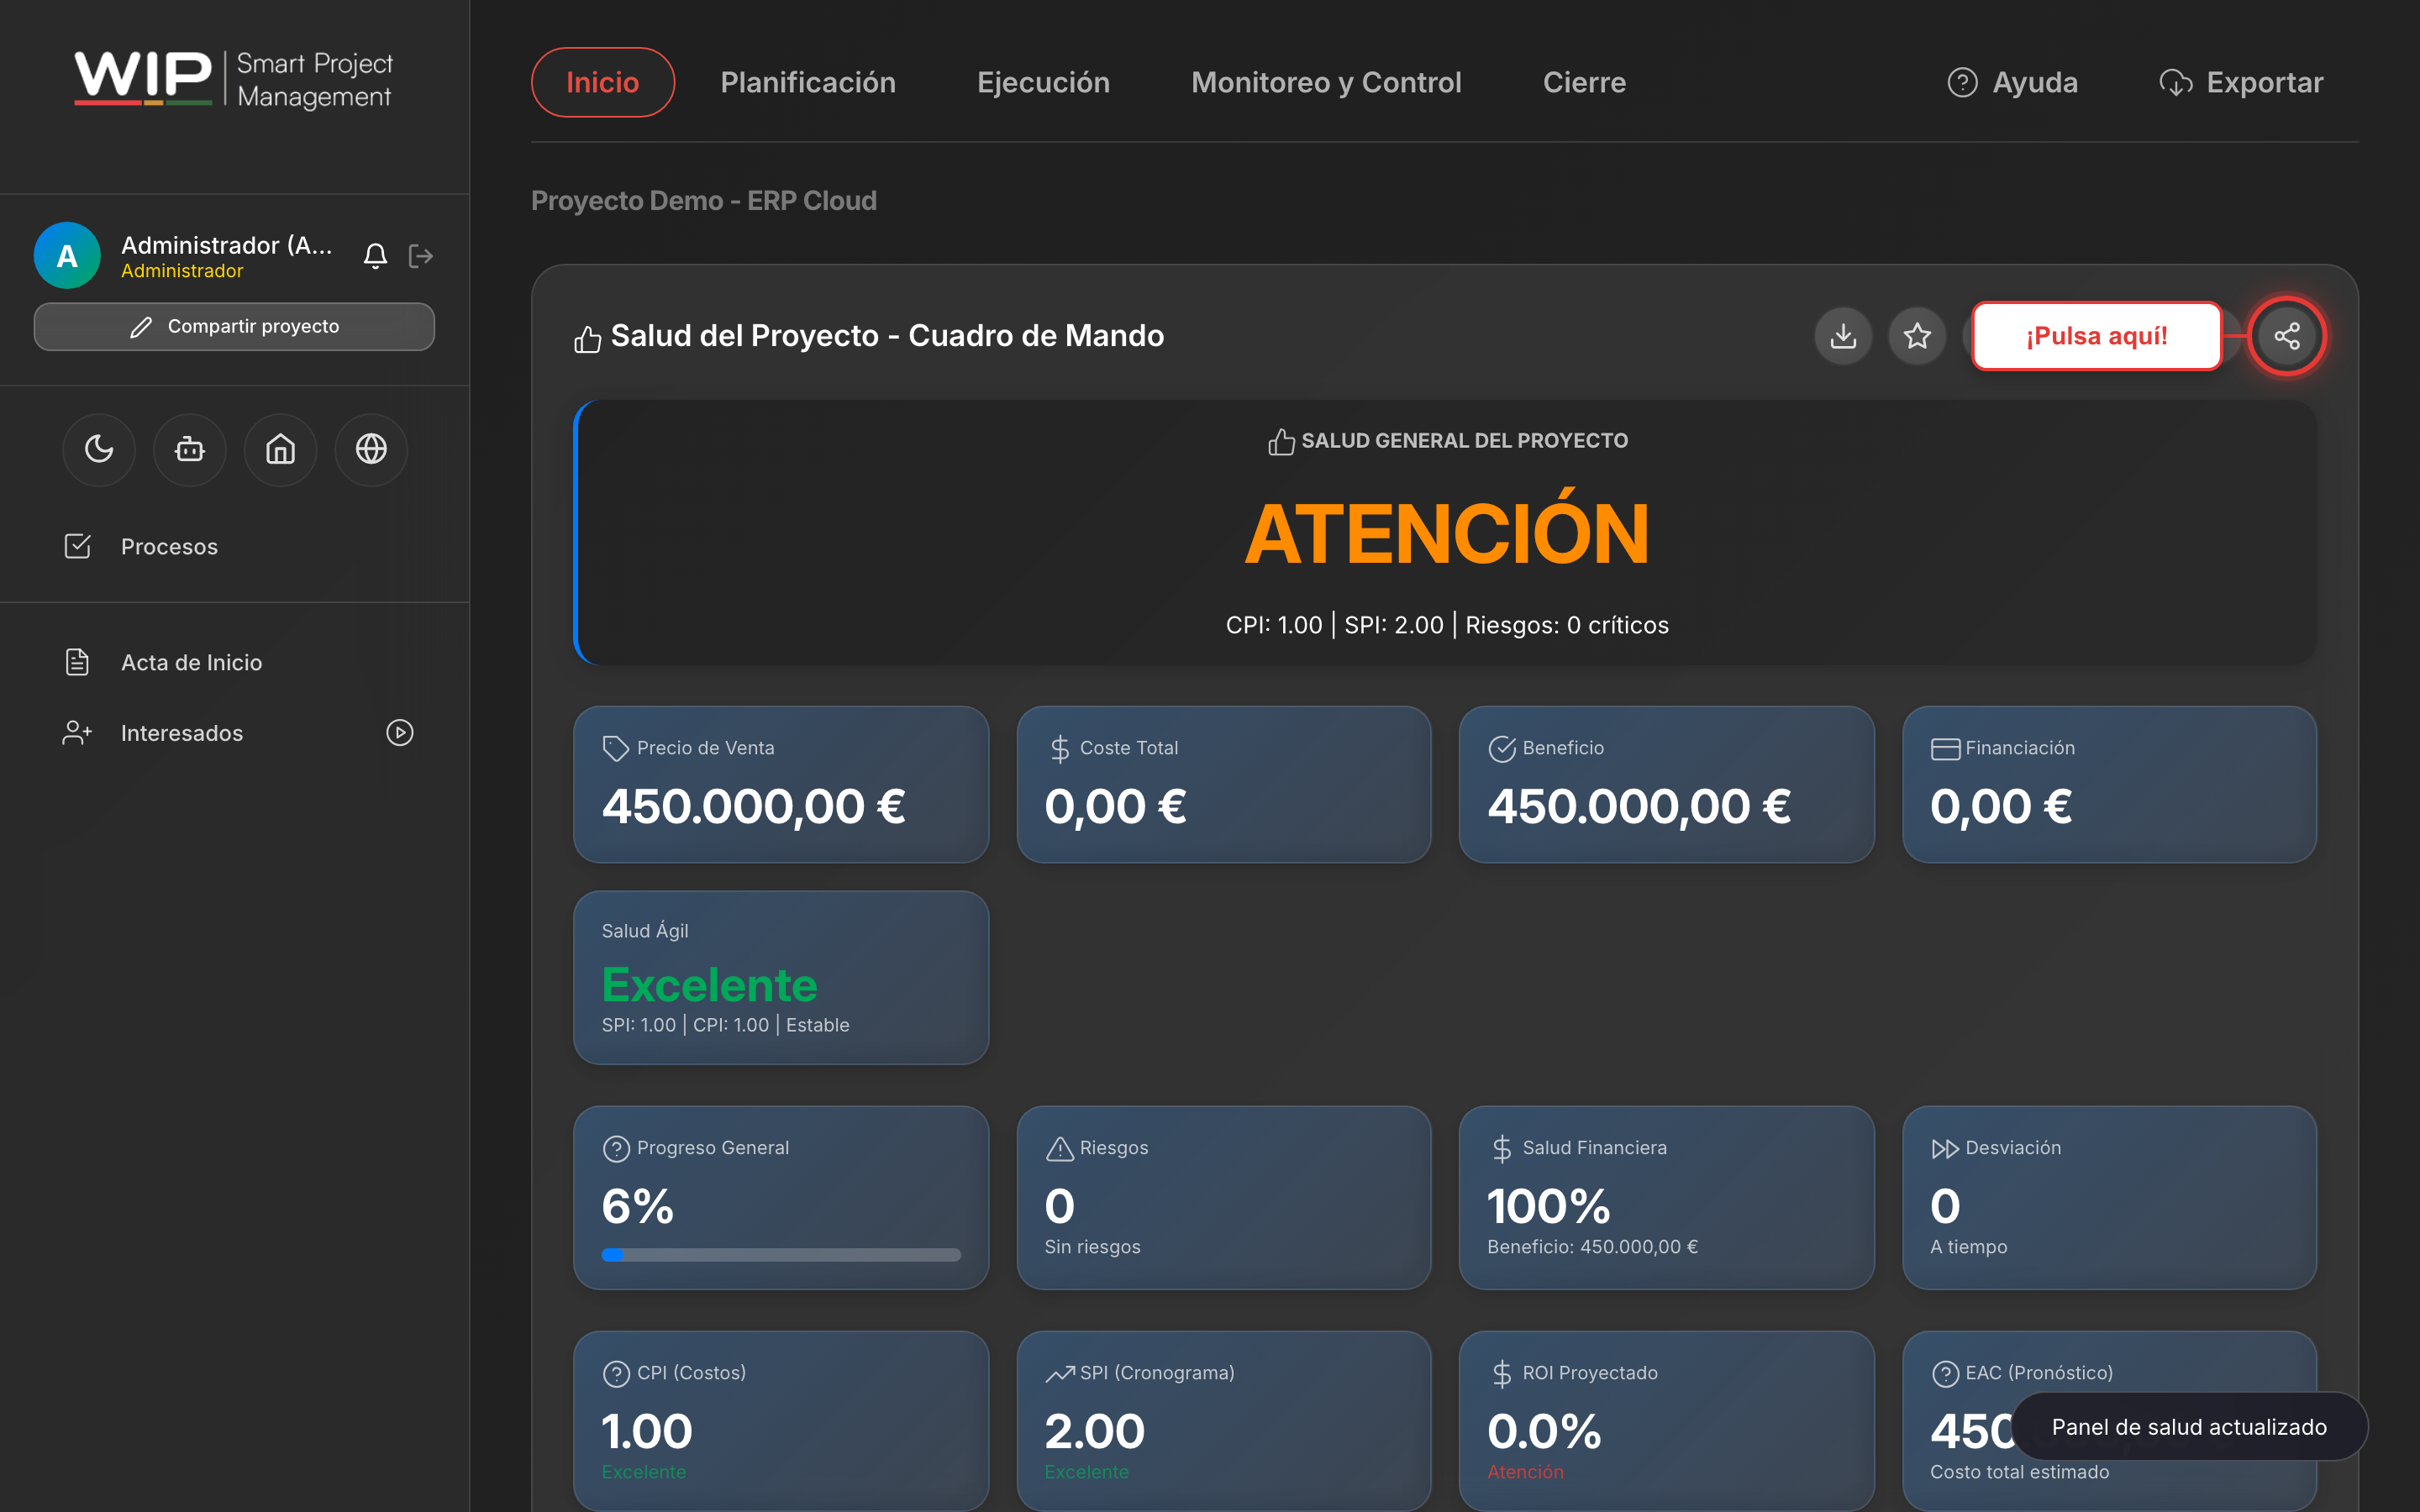 WIP
Smart Project
Management
Inicio
Planificación
Ejecución
Monitoreo y Control
Cierre
Ayuda
Exportar
A
Administrador (A...
Administrador
Compartir proyecto
Procesos
Acta de Inicio
Interesados
Proyecto Demo - ERP Cloud
Salud del Proyecto - Cuadro de Mando
¡Pulsa aquí!
SALUD GENERAL DEL PROYECTO
ATENCIÓN
CPI: 1.00 | SPI: 2.00 | Riesgos: 0 críticos
Precio de Venta
450.000,00 €
Coste Total
0,00 €
Beneficio
450.000,00 €
Financiación
0,00 €
Salud Ágil
Excelente
SPI: 1.00 | CPI: 1.00 | Estable
Progreso General
6%
Riesgos
0
Sin riesgos
Salud Financiera
100%
Beneficio: 450.000,00 €
Desviación
0
A tiempo
CPI (Costos)
1.00
Excelente
SPI (Cronograma)
2.00
Excelente
ROI Proyectado
0.0%
Atención
EAC (Pronóstico)
450
Costo total estimado
Panel de salud actualizado